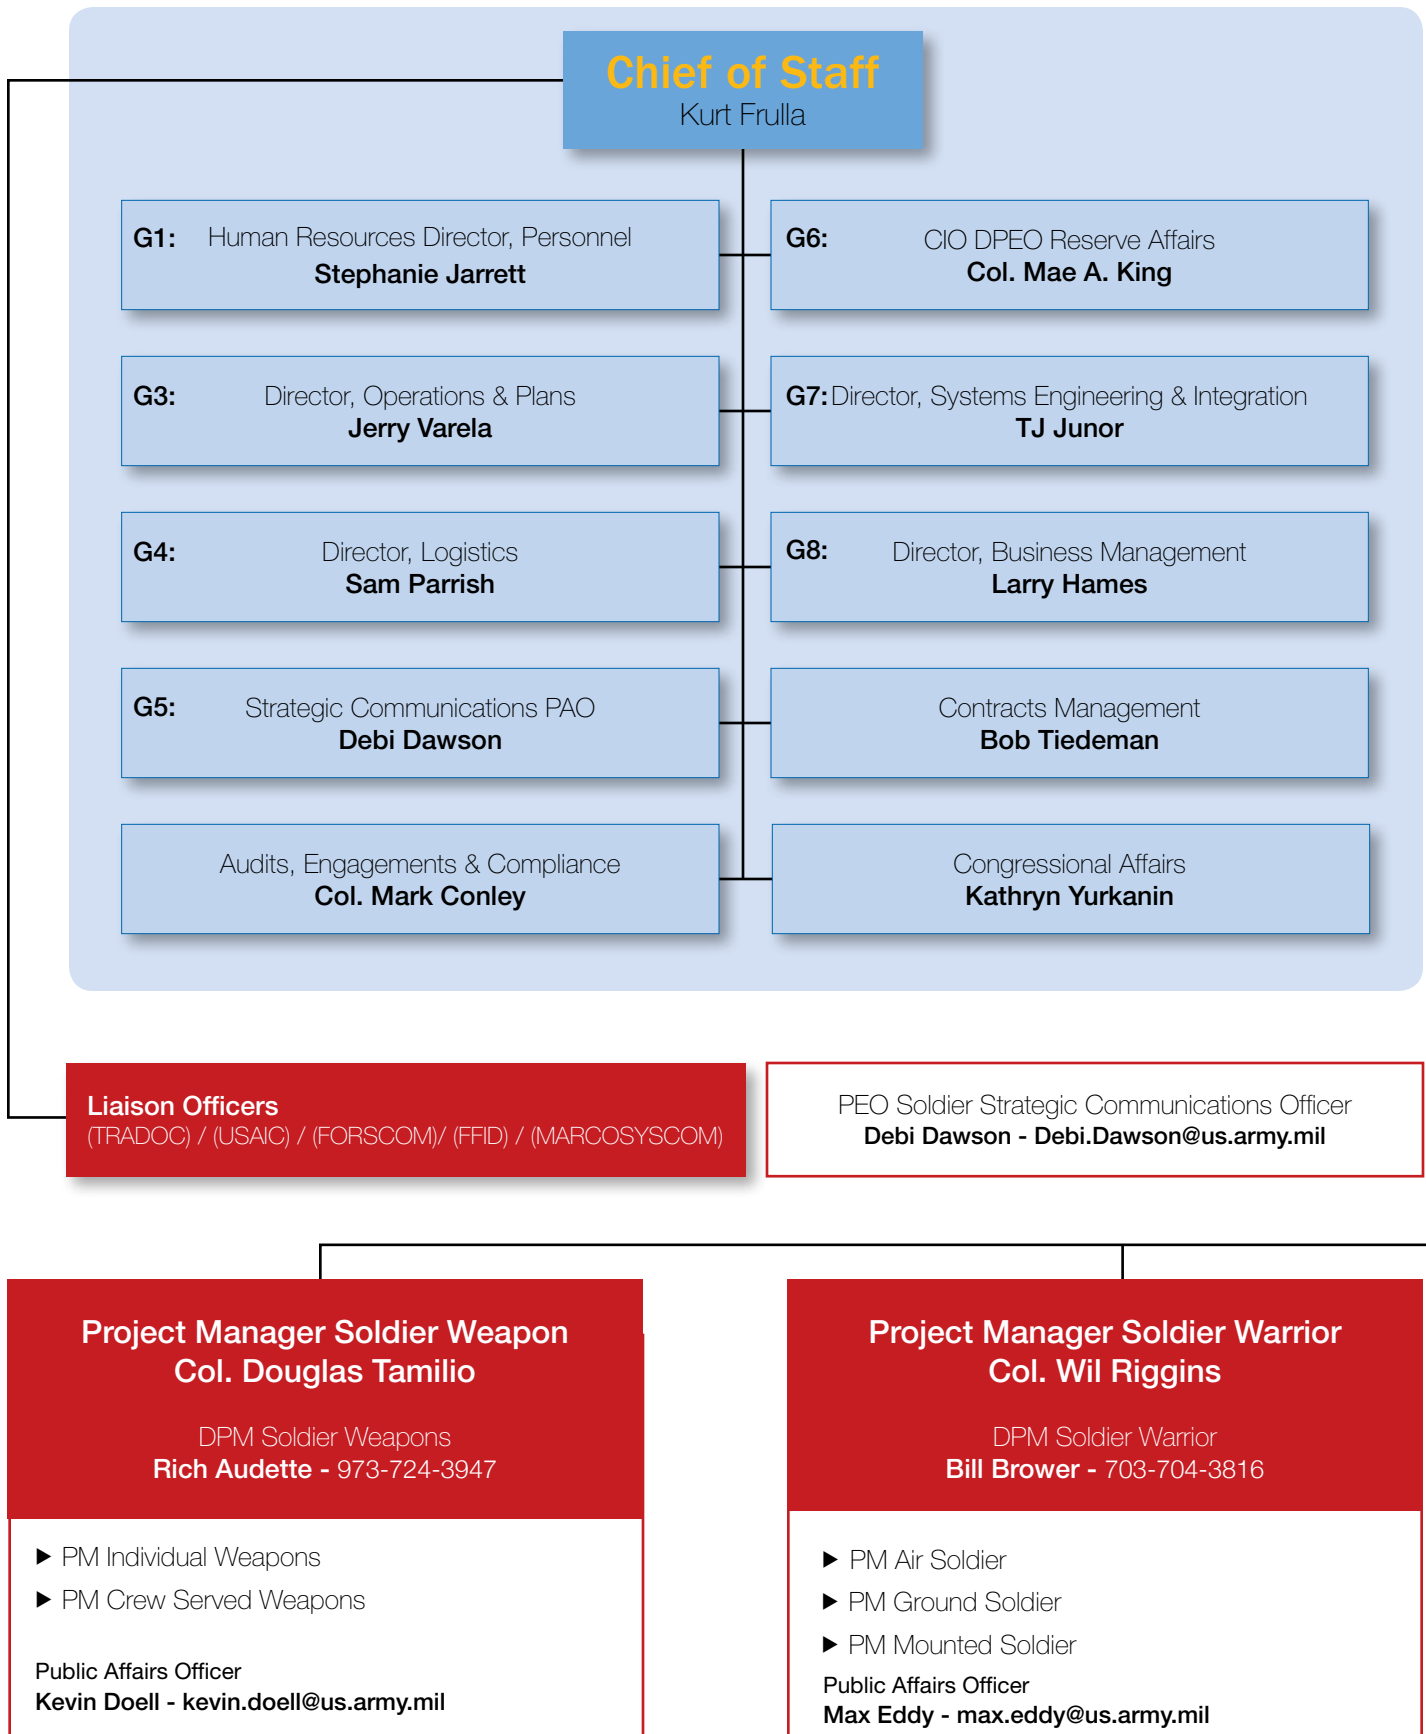 Chief of Staff
Kurt Frulla
G1: Human Resources Director, Personnel
Stephanie Jarrett
G3: Director, Operations & Plans
Jerry Varela
G4: Director, Logistics
Sam Parrish
G5: Strategic Communications PAO
Debi Dawson
Audits, Engagements & Compliance
Col. Mark Conley
G6: CIO DPEO Reserve Affairs
Col. Mae A. King
G7: Director, Systems Engineering & Integration
TJ Junor
G8: Director, Business Management
Larry Hames
Contracts Management
Bob Tiedeman
Congressional Affairs
Kathryn Yurkanin
Liaison Officers
(TRADOC) / (USAIC) / (FORSCOM)/ (FFID) / (MARCOSYSCOM)
PEO Soldier Strategic Communications Officer
Debi Dawson - Debi.Dawson@us.army.mil
Project Manager Soldier Weapon
Col. Douglas Tamilio
DPM Soldier Weapons
Rich Audette - 973-724-3947
▶ PM Individual Weapons
▶ PM Crew Served Weapons
Public Affairs Officer
Kevin Doell - kevin.doell@us.army.mil
Project Manager Soldier Warrior
Col. Wil Riggins
DPM Soldier Warrior
Bill Brower - 703-704-3816
▶ PM Air Soldier
▶ PM Ground Soldier
▶ PM Mounted Soldier
Public Affairs Officer
Max Eddy - max.eddy@us.army.mil